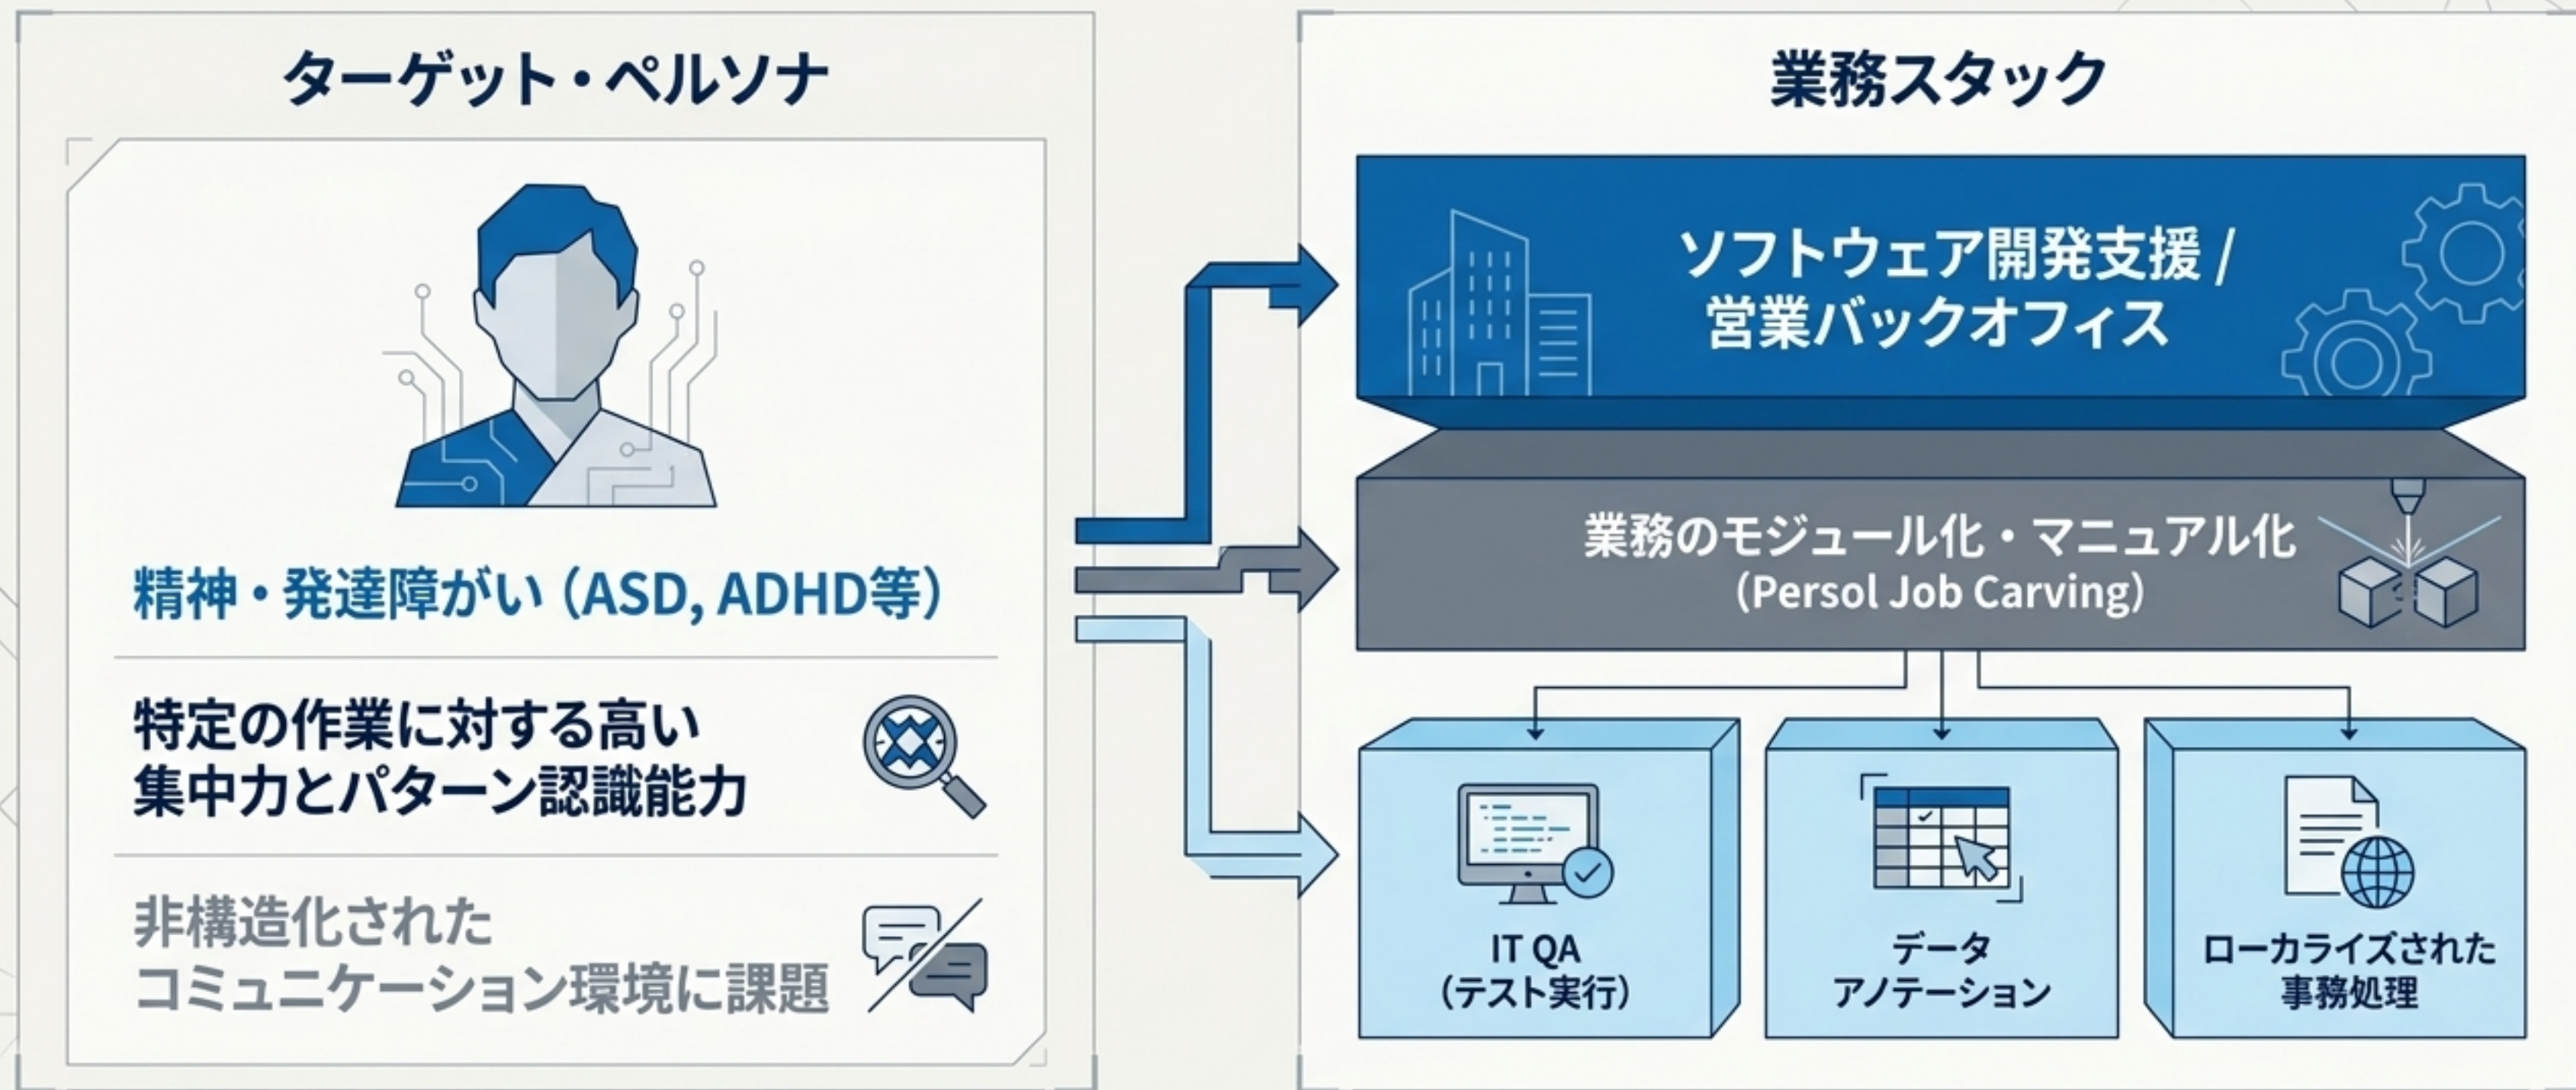 ターゲット・ペルソナ
精神・発達障がい（ASD, ADHD等）
特定の作業に対する高い
集中力とパターン認識能力
非構造化された
コミュニケーション環境に課題
業務スタック
ソフトウェア開発支援 /
営業バックオフィス
業務のモジュール化・マニュアル化
（Persol Job Carving）
IT QA
（テスト実行）
データ
アノテーション
ローカライズされた
事務処理